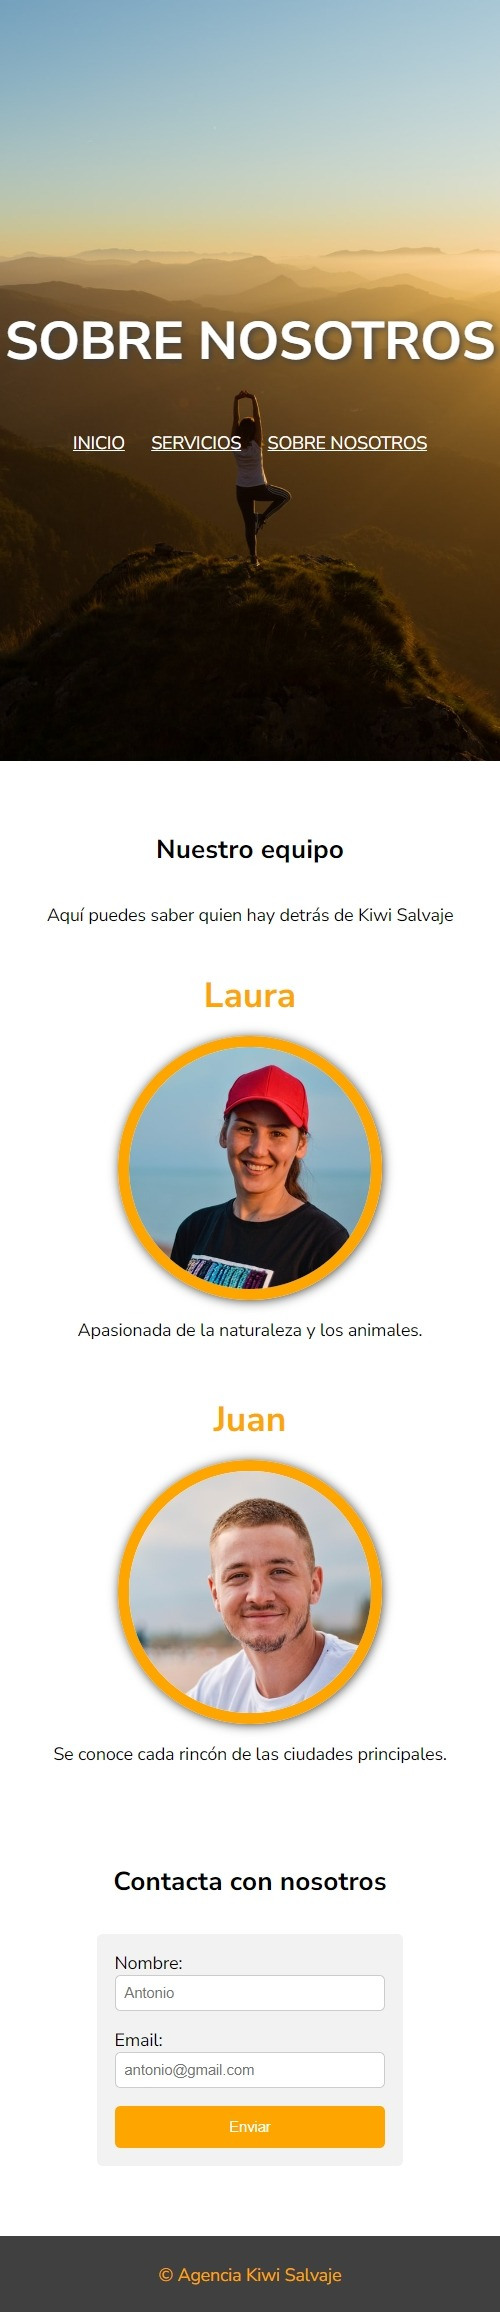 SOBRE NOSOTROS
INICIO SERVICIOS SOBRE NOSOTROS
Nuestro equipo
Aquí puedes saber quien hay detrás de Kiwi Salvaje
Laura
Apasionada de la naturaleza y los animales.
Juan
Se conoce cada rincón de las ciudades principales.
Contacta con nosotros
Nombre:
Antonio
Email:
antonio@gmail.com
Enviar
© Agencia Kiwi Salvaje